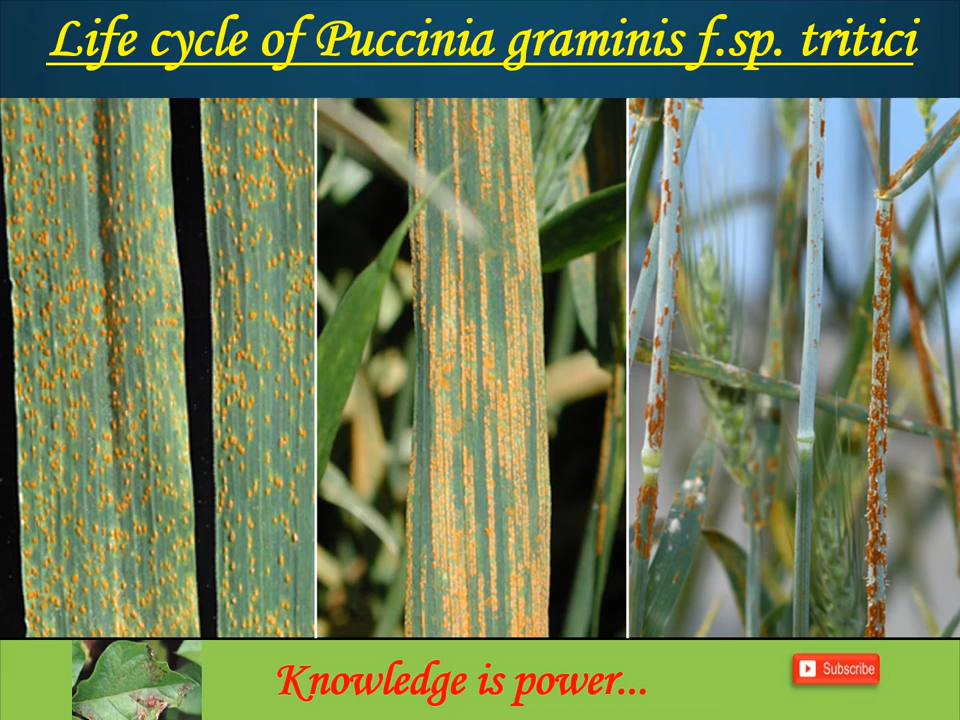 Life cycle of Puccinia graminis f.sp. tritici
Knowledge is power...
Subscribe